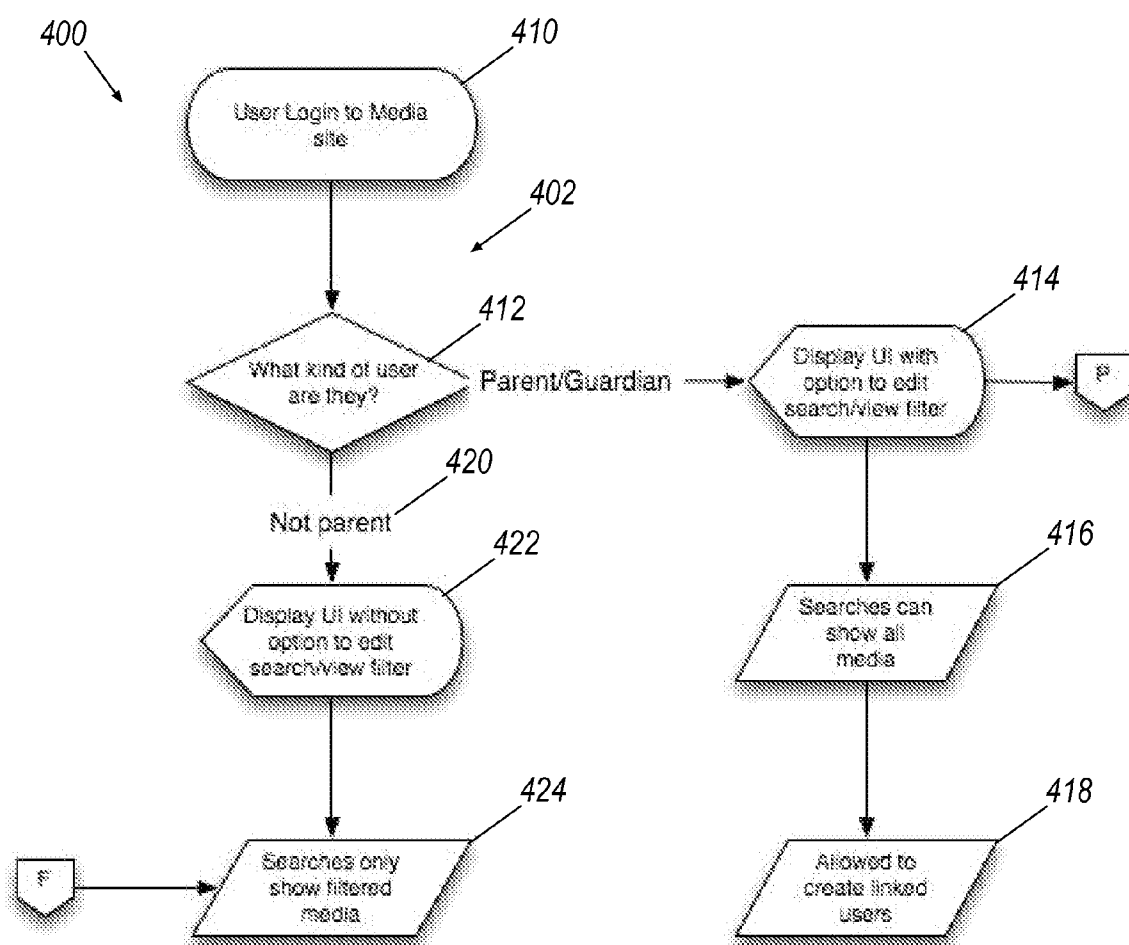 400
410
User Login to Media
site
402
412
What kind of user
are they?
Parent/Guardian
414
Display UI with
option to edit
search/view filter
P
420
Not parent
422
Display UI without
option to edit
search/view filter
416
Searches can
show all
media
424
F
Searches only
show filtered
media
418
Allowed to
create linked
users